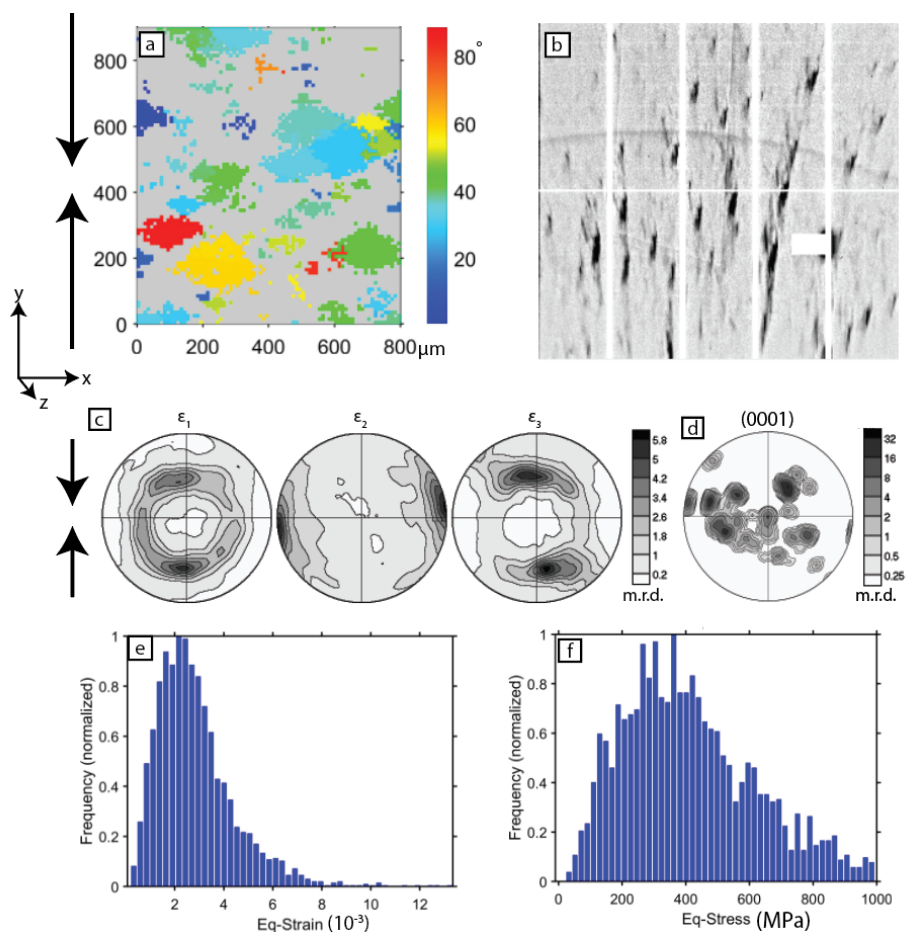 a
800
600
400
200
0
0 200 400 600 800 μm
80°
60
40
20
b
y
x
z
c
ε1
ε2
ε3
5.8
5
4.2
3.4
2.6
1.8
1
0.2
m.r.d.
d
(0001)
32
16
8
4
2
1
0.5
0.25
m.r.d.
e
Frequency (normalized)
1
0.8
0.6
0.4
0.2
0
2 4 6 8 10 12
Eq-Strain (10⁻³)
f
Frequency (normalized)
1
0.8
0.6
0.4
0.2
0
0 200 400 600 800 1000
Eq-Stress (MPa)